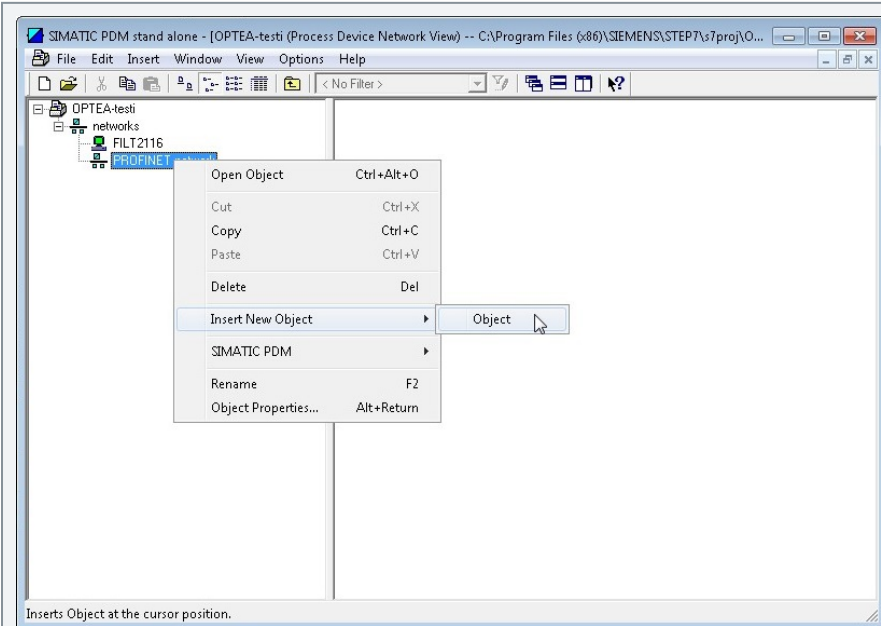 SIMATIC PDM stand alone - [OPTEA-testi (Process Device Network View) -- C:\Program Files (x86)\SIEMENS\STEP7\s7proj\O...
File Edit Insert Window View Options Help
< No Filter >
OPTEA-testi
networks
FILT2116
PROFINET network
Open Object Ctrl+Alt+O
Cut Ctrl+X
Copy Ctrl+C
Paste Ctrl+V
Delete Del
Insert New Object Object
SIMATIC PDM
Rename F2
Object Properties... Alt+Return
Inserts Object at the cursor position.